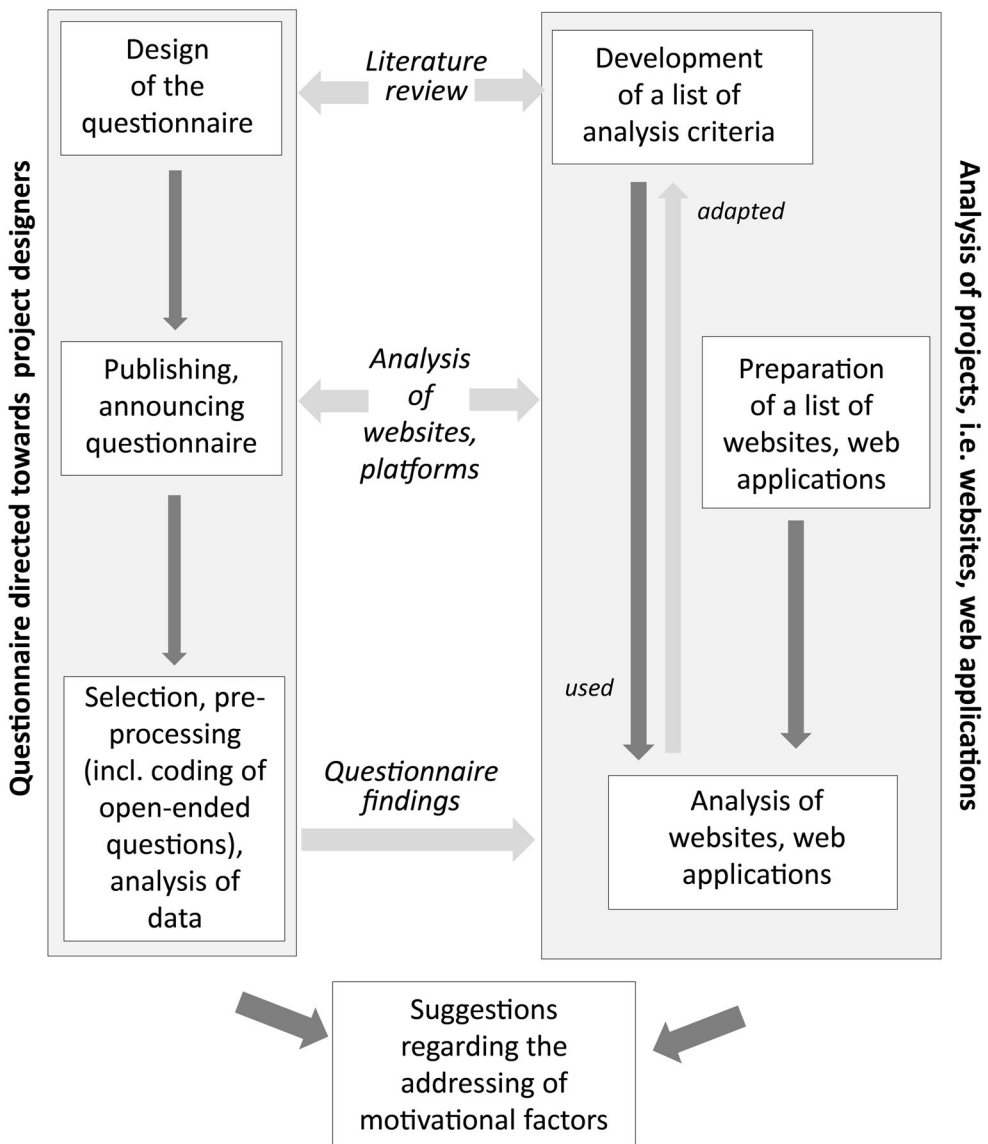 Questionnaire directed towards project designers
Design
of the
questionnaire
Publishing,
announcing
questionnaire
Selection, pre-
processing
(incl. coding of
open-ended
questions),
analysis of
data
Literature
review
Analysis
of
websites,
platforms
Questionnaire
findings
Development
of a list of
analysis criteria
adapted
Preparation
of a list of
websites, web
applications
used
Analysis of
websites, web
applications
Analysis of projects, i.e. websites, web applications
Suggestions
regarding the
addressing of
motivational factors